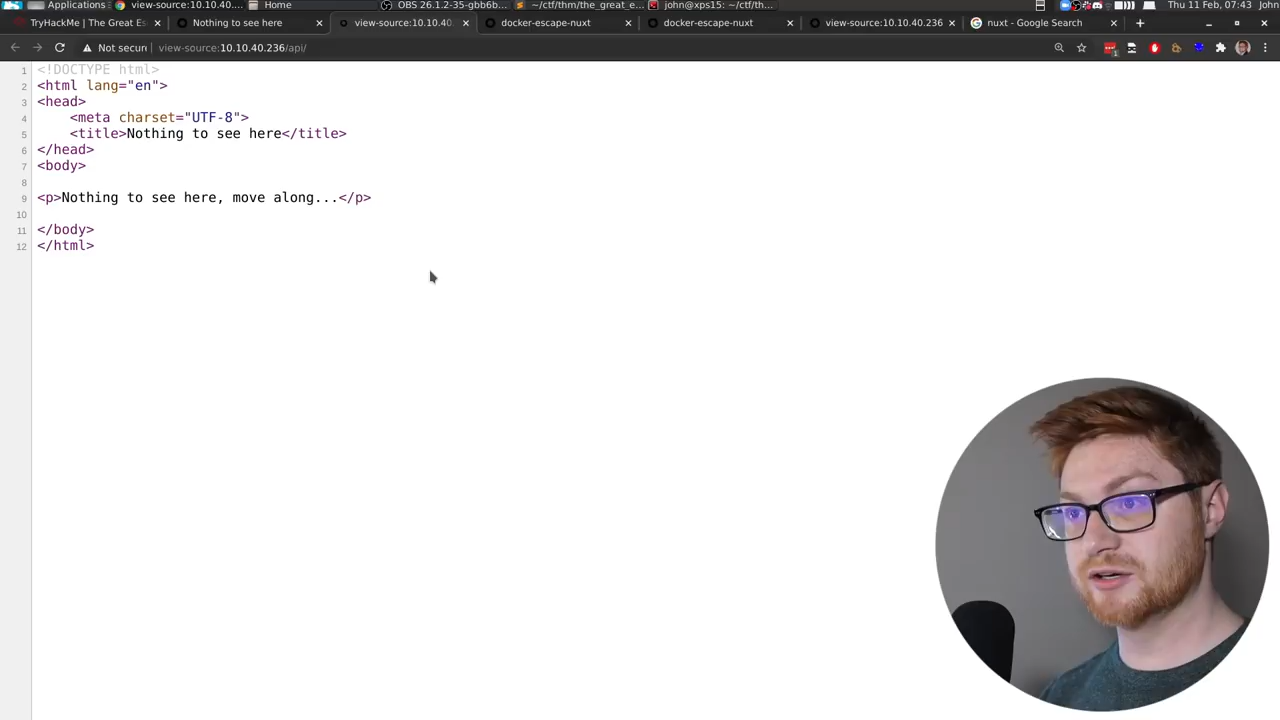 Applications
view-source:10.10.40....
Home
OBS 26.1.2-35-gbb6b...
~/ctf/thm/the_great_e...
john@xps15: ~/ctf/th...
Thu 11 Feb, 07:43
John
TryHackMe | The Great Es
Nothing to see here
view-source:10.10.40.
docker-escape-nuxt
docker-escape-nuxt
view-source:10.10.40.236
nuxt - Google Search
Not secure
view-source:10.10.40.236/api/
1 <!DOCTYPE html>
2 <html lang="en">
3 <head>
4 <meta charset="UTF-8">
5 <title>Nothing to see here</title>
6 </head>
7 <body>
8
9 <p>Nothing to see here, move along...</p>
10
11 </body>
12 </html>